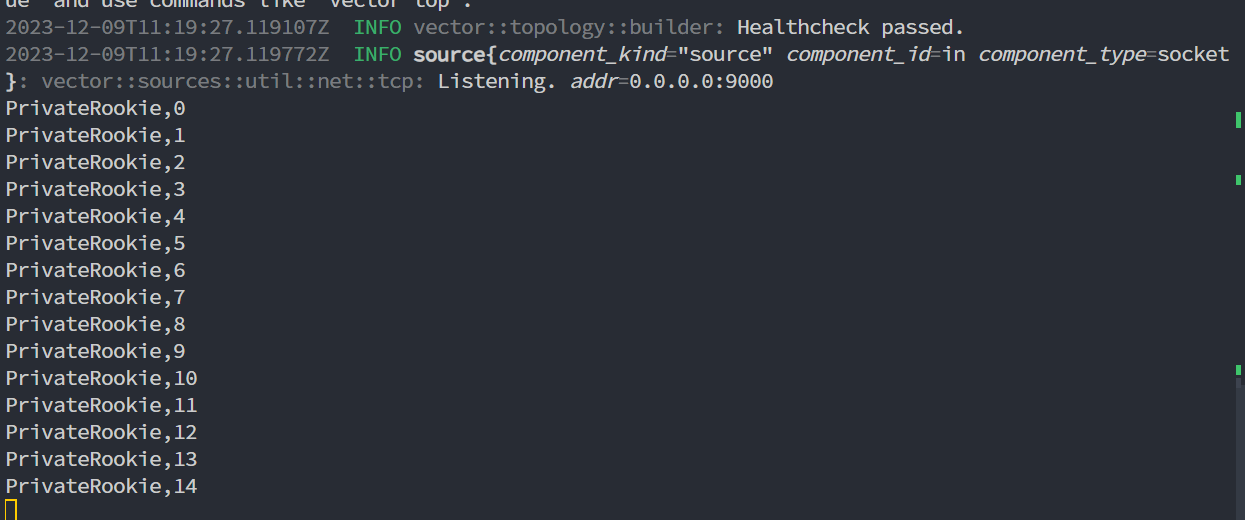 ue` and use commands like `vector top`.
2023-12-09T11:19:27.119107Z  INFO vector::topology::builder: Healthcheck passed.
2023-12-09T11:19:27.119772Z  INFO source{component_kind="source" component_id=in component_type=socket
}: vector::sources::util::net::tcp: Listening. addr=0.0.0.0:9000
PrivateRookie,0
PrivateRookie,1
PrivateRookie,2
PrivateRookie,3
PrivateRookie,4
PrivateRookie,5
PrivateRookie,6
PrivateRookie,7
PrivateRookie,8
PrivateRookie,9
PrivateRookie,10
PrivateRookie,11
PrivateRookie,12
PrivateRookie,13
PrivateRookie,14